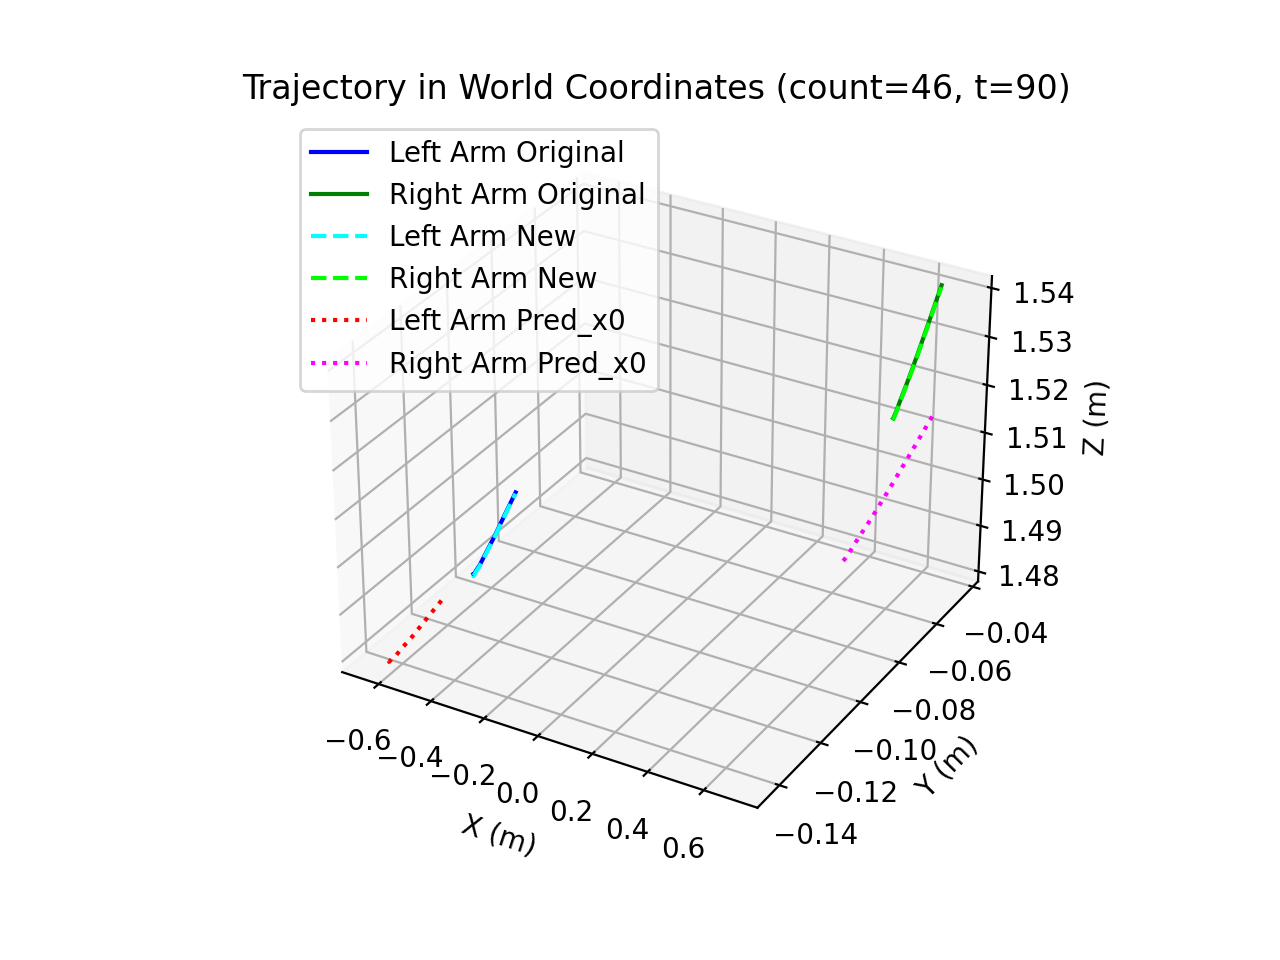 Trajectory in World Coordinates (count=46, t=90)
Left Arm Original
Right Arm Original
Left Arm New
Right Arm New
Left Arm Pred_x0
Right Arm Pred_x0
1.54
1.53
1.52
1.51
1.50
1.49
1.48
Z (m)
−0.04
−0.06
−0.08
−0.10
−0.12
−0.14
Y (m)
−0.6
−0.4
−0.2
0.0
0.2
0.4
0.6
X (m)